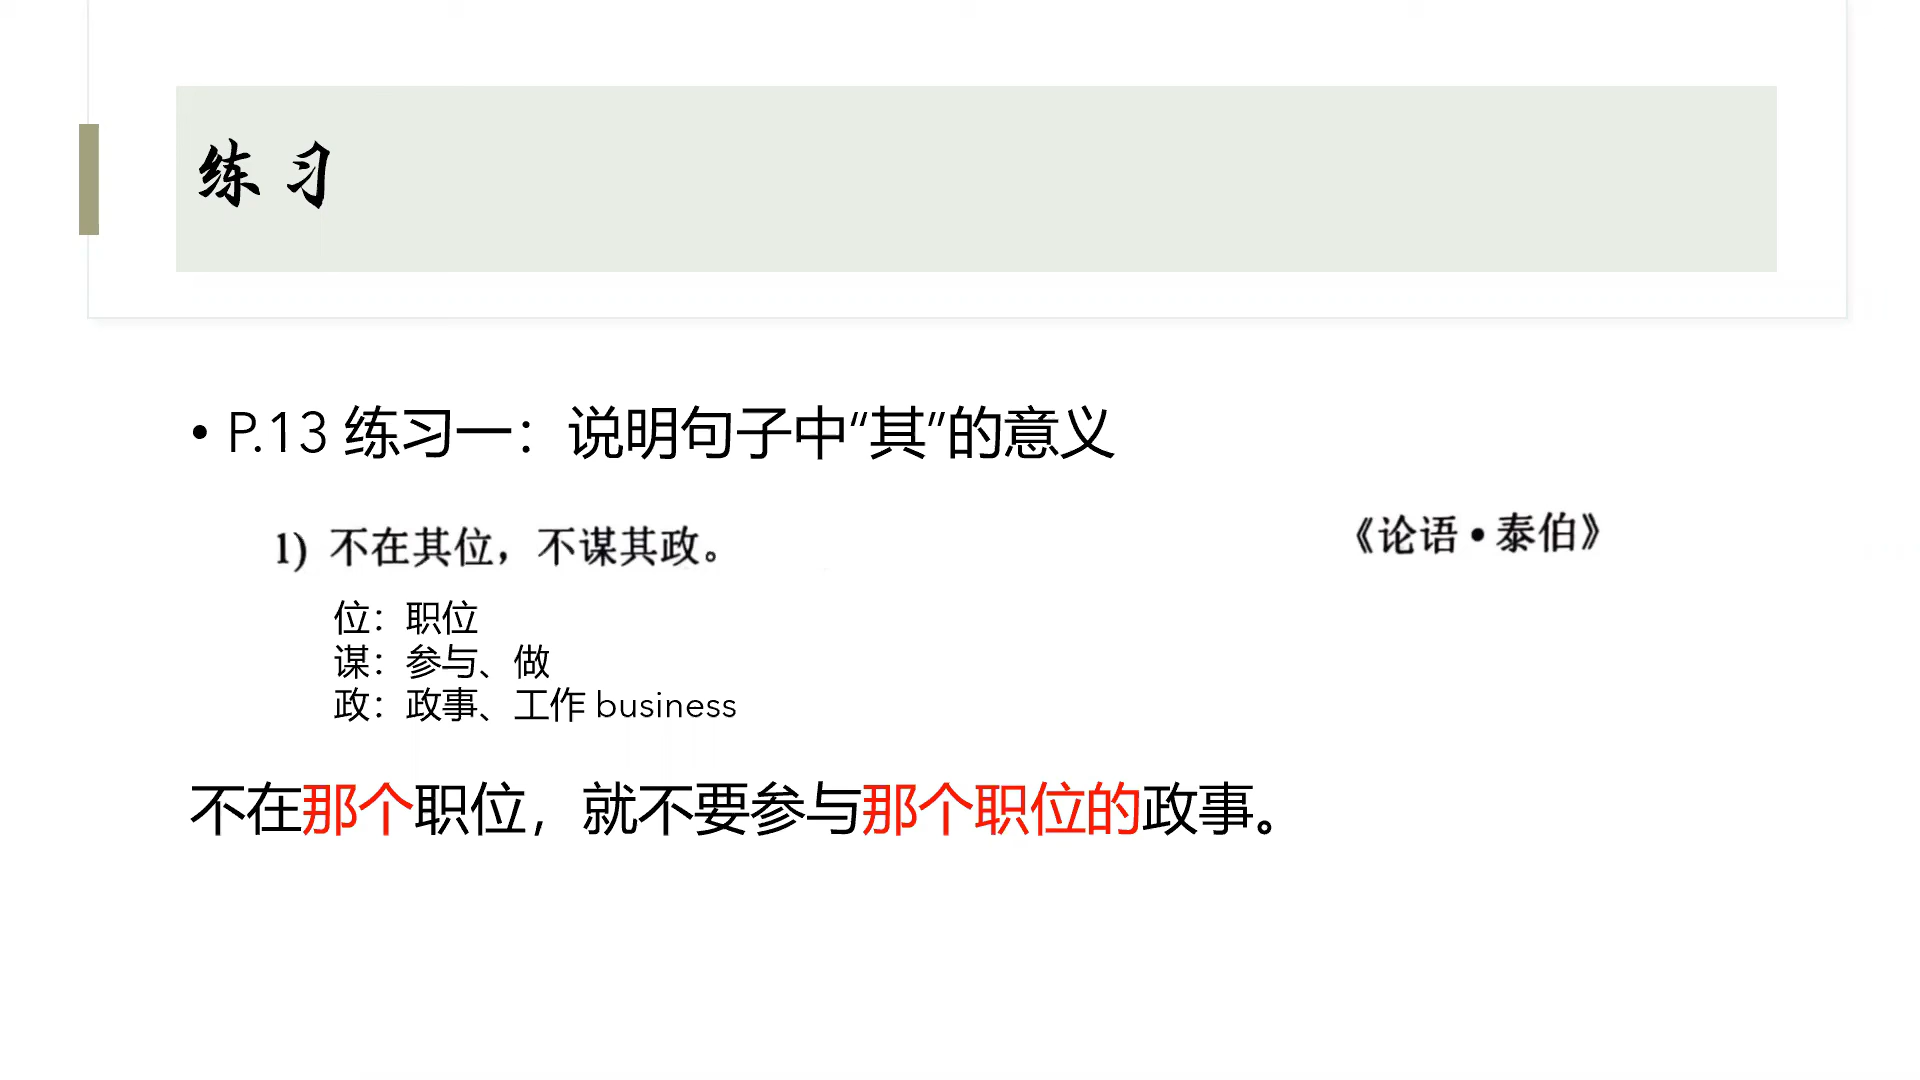 练习
• P.13 练习一：说明句子中“其”的意义
1) 不在其位，不谋其政。 《论语·泰伯》
位：职位
谋：参与、做
政：政事、工作 business
不在那个职位，就不要参与那个职位的政事。